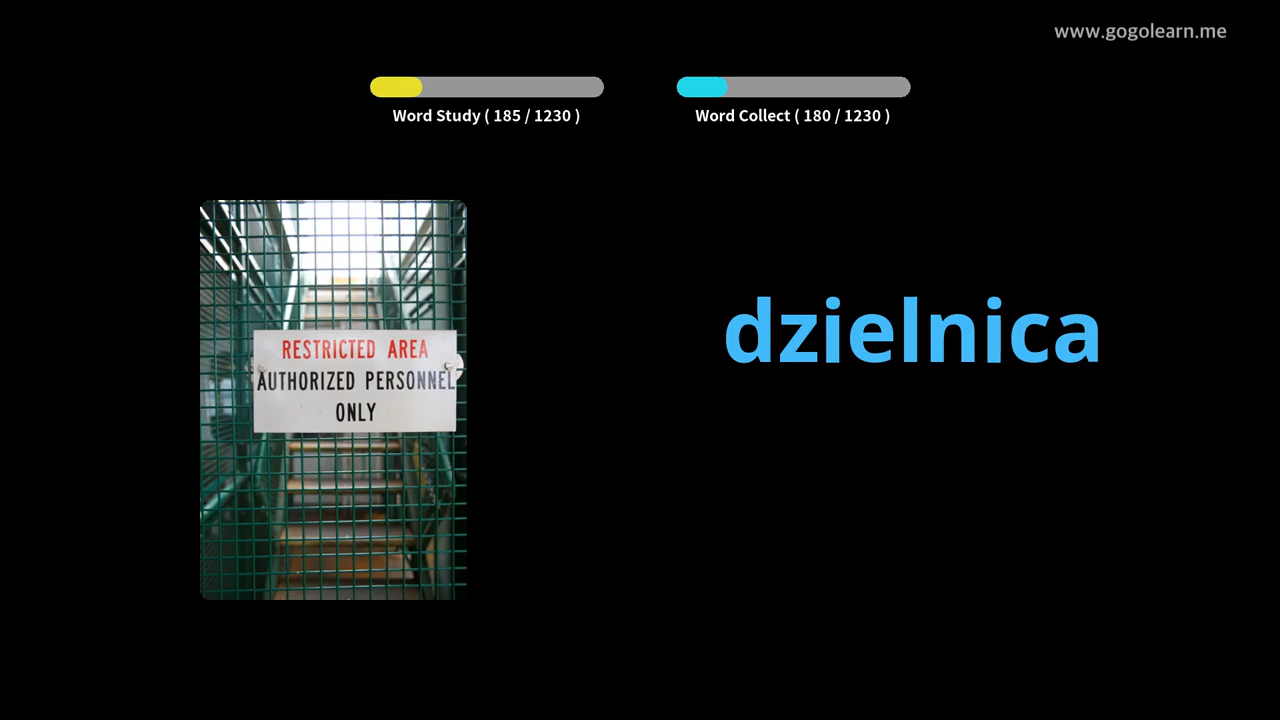 www.gogolearn.me
Word Study ( 185 / 1230 )
Word Collect ( 180 / 1230 )
RESTRICTED AREA
AUTHORIZED PERSONNEL
ONLY
dzielnica